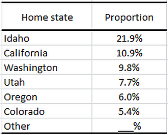 Home state Proportion
Idaho 21.9%
California 10.9%
Washington 9.8%
Utah 7.7%
Oregon 6.0%
Colorado 5.4%
Other ___%